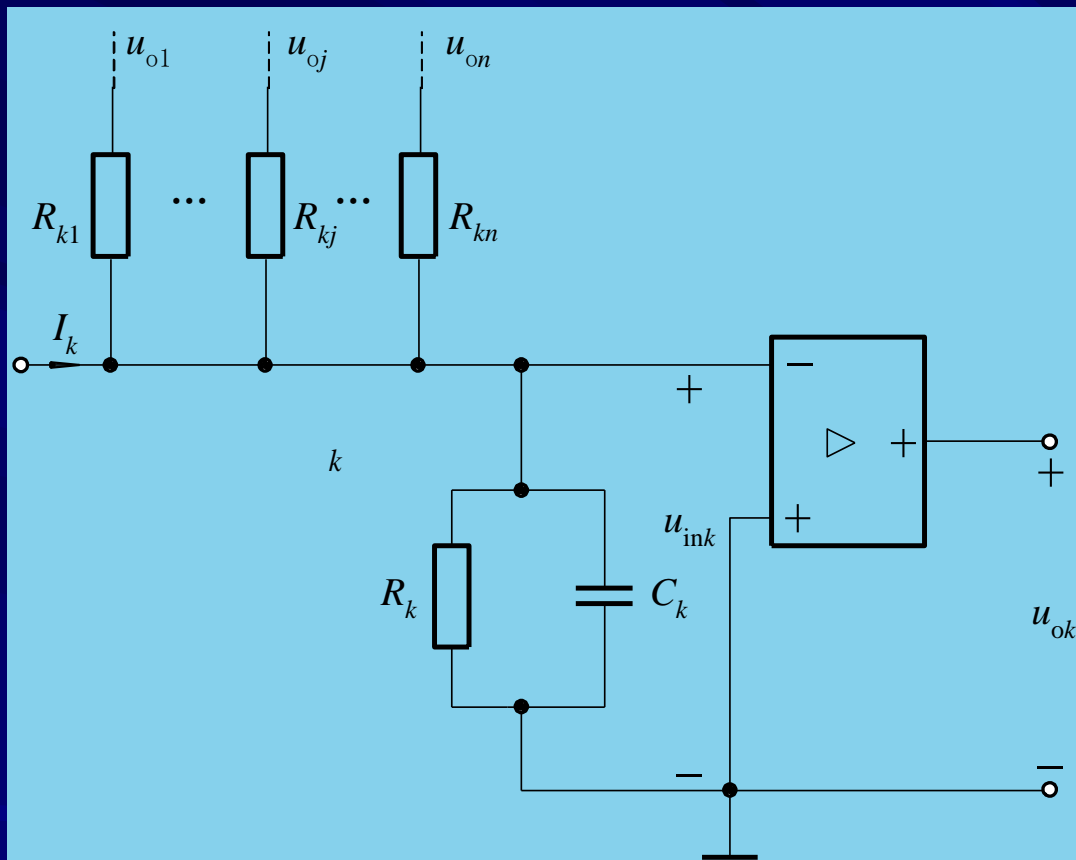 u_o1 u_oj u_on
... ...
R_k1 R_kj R_kn
I_k
+ −
▷ +
k +
u_ink +
R_k C_k
u_ok
− −